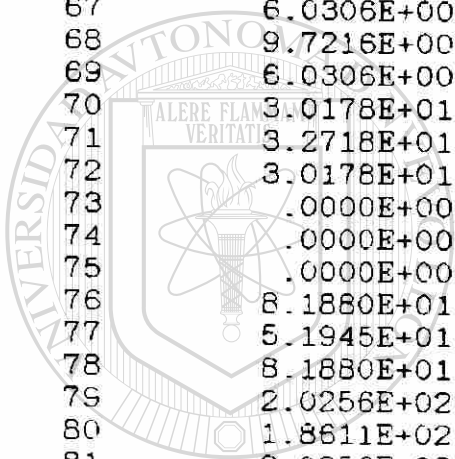 67 6.0306E+00
68 9.7216E+00
69 6.0306E+00
70 3.0178E+01
71 3.2718E+01
72 3.0178E+01
73 .0000E+00
74 .0000E+00
75 .0000E+00
76 8.1880E+01
77 5.1945E+01
78 8.1880E+01
79 2.0256E+02
80 1.8611E+02
81
ALERE FLAMMAM
VERITATIS